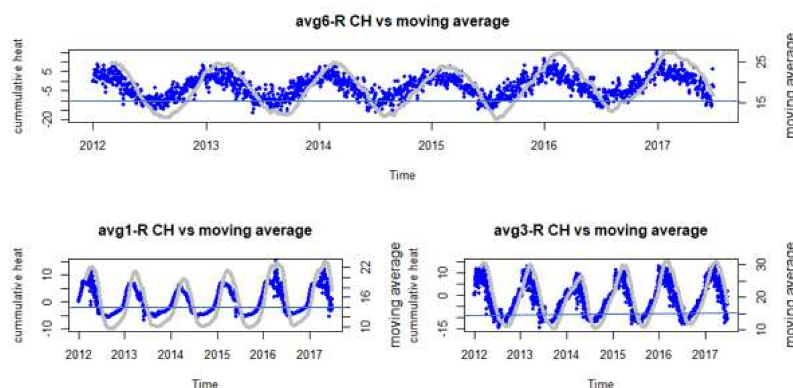 avg6-R CH vs moving average
cummulative heat
5
-5
-20
25
15
moving average
2012 2013 2014 2015 2016 2017
Time
avg1-R CH vs moving average
cummulative heat
10
0
-10
22
16
10
moving average
2012 2013 2014 2015 2016 2017
Time
avg3-R CH vs moving average
cummulative heat
10
0
-15
30
20
10
moving average
2012 2013 2014 2015 2016 2017
Time